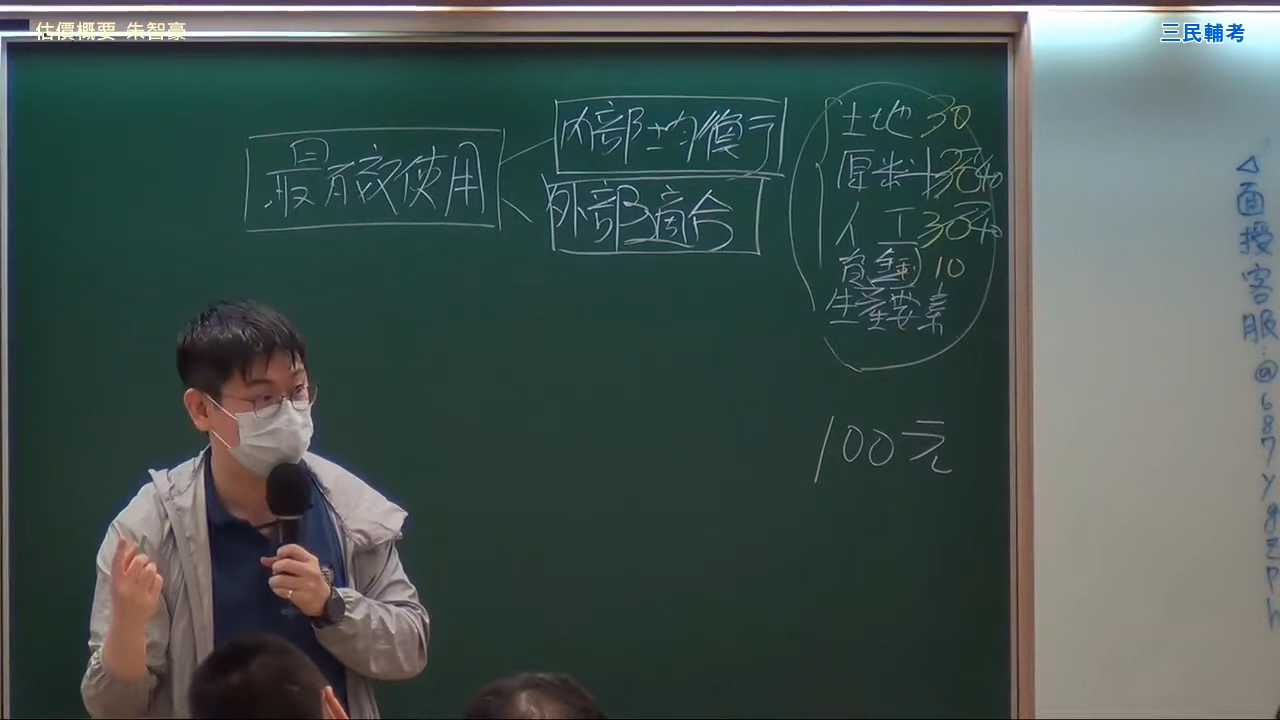 估價概要 朱智豪
三民輔考
最有效使用
內部均衡
外部適合
土地 30
原料 30 40
人工 30 40
資金 10
生產要素
100元
△面授客服:@687ygzph